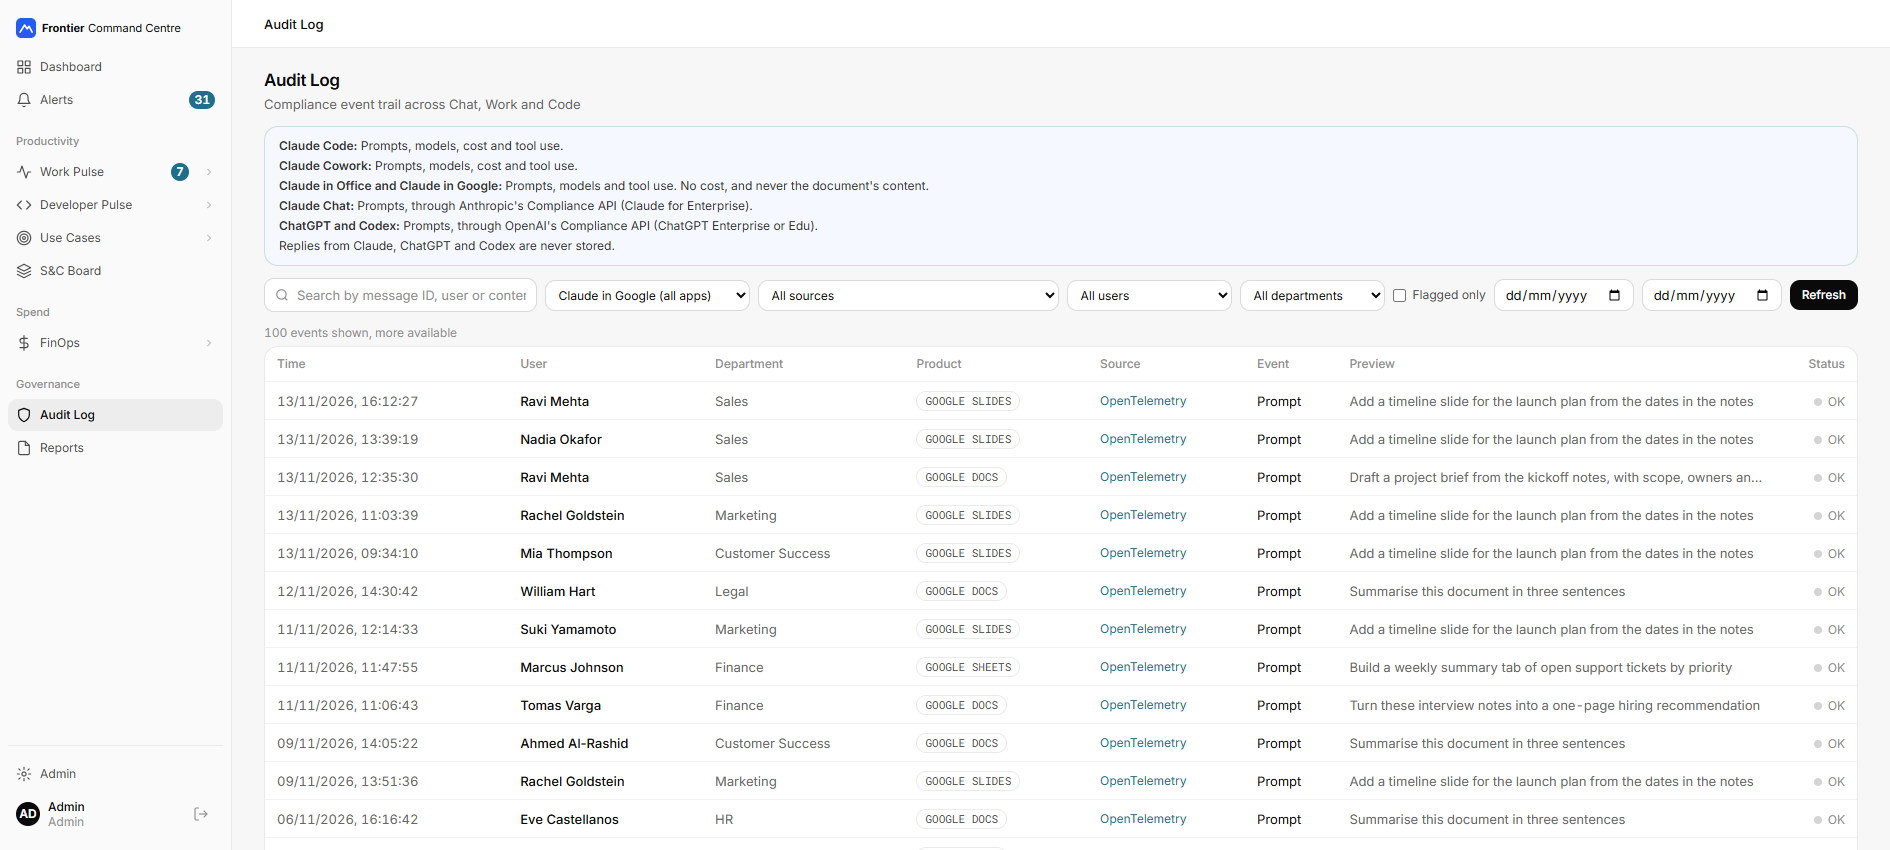 Frontier Command Centre
Dashboard
Alerts 31
Productivity
Work Pulse 7
Developer Pulse
Use Cases
S&C Board
Spend
FinOps
Governance
Audit Log
Reports
Admin
AD Admin
Admin
Audit Log
Audit Log
Compliance event trail across Chat, Work and Code
Claude Code: Prompts, models, cost and tool use.
Claude Cowork: Prompts, models, cost and tool use.
Claude in Office and Claude in Google: Prompts, models and tool use. No cost, and never the document's content.
Claude Chat: Prompts, through Anthropic's Compliance API (Claude for Enterprise).
ChatGPT and Codex: Prompts, through OpenAI's Compliance API (ChatGPT Enterprise or Edu).
Replies from Claude, ChatGPT and Codex are never stored.
Search by message ID, user or conter Claude in Google (all apps) All sources All users All departments Flagged only dd/mm/yyyy dd/mm/yyyy Refresh
100 events shown, more available
Time User Department Product Source Event Preview Status
13/11/2026, 16:12:27 Ravi Mehta Sales GOOGLE SLIDES OpenTelemetry Prompt Add a timeline slide for the launch plan from the dates in the notes OK
13/11/2026, 13:39:19 Nadia Okafor Sales GOOGLE SLIDES OpenTelemetry Prompt Add a timeline slide for the launch plan from the dates in the notes OK
13/11/2026, 12:35:30 Ravi Mehta Sales GOOGLE DOCS OpenTelemetry Prompt Draft a project brief from the kickoff notes, with scope, owners an... OK
13/11/2026, 11:03:39 Rachel Goldstein Marketing GOOGLE SLIDES OpenTelemetry Prompt Add a timeline slide for the launch plan from the dates in the notes OK
13/11/2026, 09:34:10 Mia Thompson Customer Success GOOGLE SLIDES OpenTelemetry Prompt Add a timeline slide for the launch plan from the dates in the notes OK
12/11/2026, 14:30:42 William Hart Legal GOOGLE DOCS OpenTelemetry Prompt Summarise this document in three sentences OK
11/11/2026, 12:14:33 Suki Yamamoto Marketing GOOGLE SLIDES OpenTelemetry Prompt Add a timeline slide for the launch plan from the dates in the notes OK
11/11/2026, 11:47:55 Marcus Johnson Finance GOOGLE SHEETS OpenTelemetry Prompt Build a weekly summary tab of open support tickets by priority OK
11/11/2026, 11:06:43 Tomas Varga Finance GOOGLE DOCS OpenTelemetry Prompt Turn these interview notes into a one-page hiring recommendation OK
09/11/2026, 14:05:22 Ahmed Al-Rashid Customer Success GOOGLE DOCS OpenTelemetry Prompt Summarise this document in three sentences OK
09/11/2026, 13:51:36 Rachel Goldstein Marketing GOOGLE SLIDES OpenTelemetry Prompt Add a timeline slide for the launch plan from the dates in the notes OK
06/11/2026, 16:16:42 Eve Castellanos HR GOOGLE DOCS OpenTelemetry Prompt Summarise this document in three sentences OK